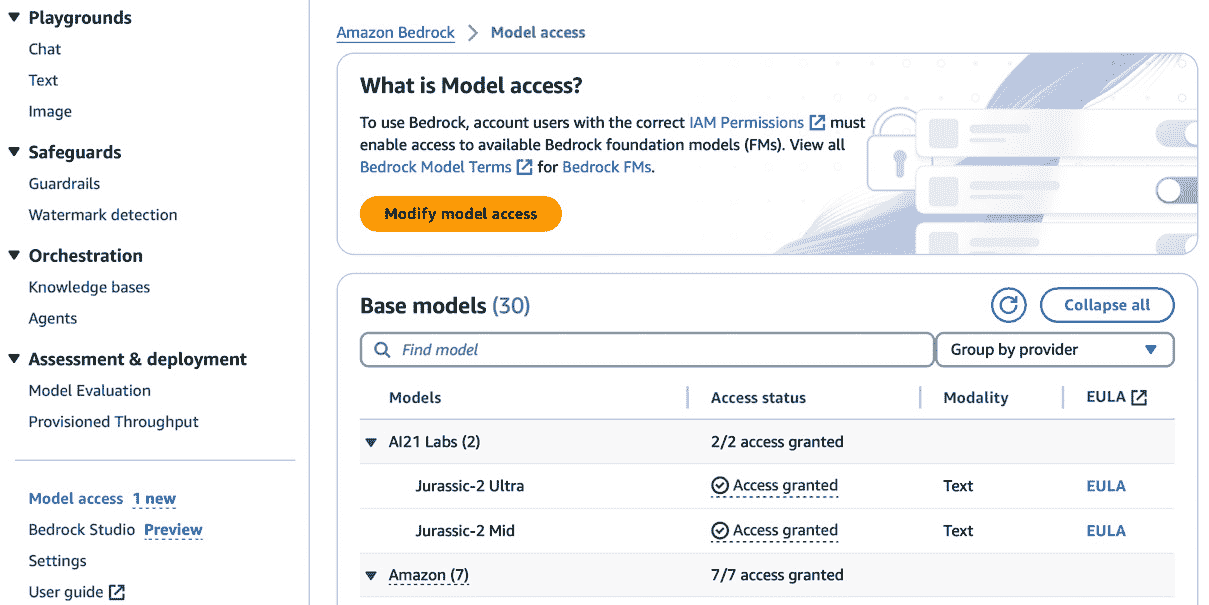 Playgrounds
Chat
Text
Image
Safeguards
Guardrails
Watermark detection
Orchestration
Knowledge bases
Agents
Assessment & deployment
Model Evaluation
Provisioned Throughput
Model access 1 new
Bedrock Studio Preview
Settings
User guide
Amazon Bedrock > Model access
What is Model access?
To use Bedrock, account users with the correct IAM Permissions must
enable access to available Bedrock foundation models (FMs). View all
Bedrock Model Terms for Bedrock FMs.
Modify model access
Base models (30)
Collapse all
Find model
Group by provider
Models Access status Modality EULA
AI21 Labs (2) 2/2 access granted
Jurassic-2 Ultra Access granted Text EULA
Jurassic-2 Mid Access granted Text EULA
Amazon (7) 7/7 access granted